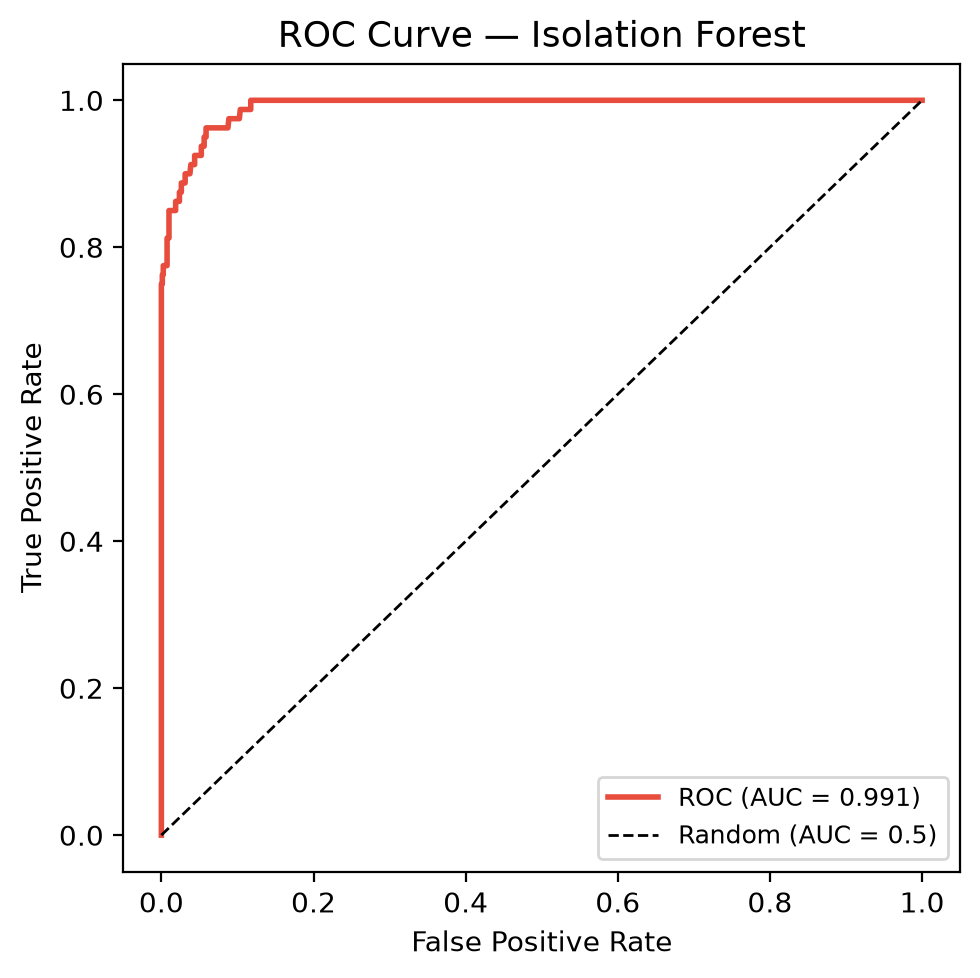 ROC Curve — Isolation Forest
1.0
0.8
0.6
0.4
0.2
0.0
True Positive Rate
ROC (AUC = 0.991)
Random (AUC = 0.5)
0.0 0.2 0.4 0.6 0.8 1.0
False Positive Rate